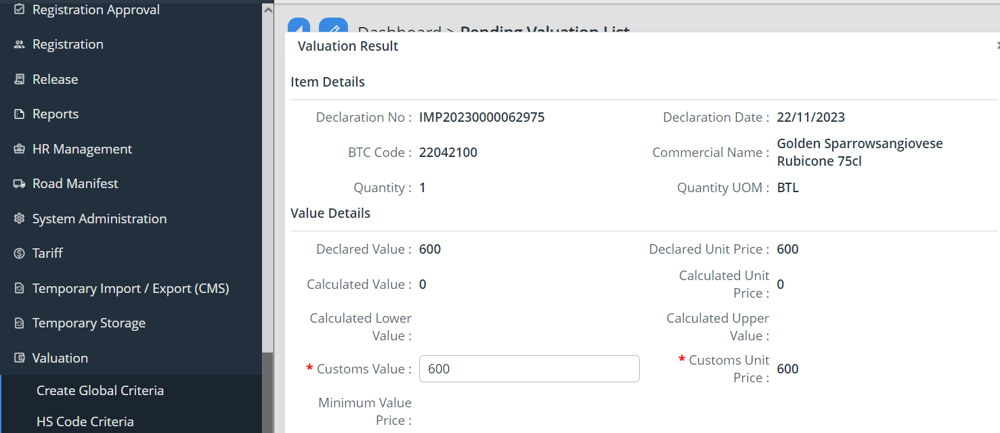 Registration Approval
Registration
Release
Reports
HR Management
Road Manifest
System Administration
Tariff
Temporary Import / Export (CMS)
Temporary Storage
Valuation
Create Global Criteria
HS Code Criteria
Dashboard > Pending Valuation List
Valuation Result
Item Details
Declaration No : IMP20230000062975
Declaration Date : 22/11/2023
BTC Code : 22042100
Commercial Name : Golden Sparrowsangiovese
Rubicone 75cl
Quantity : 1
Quantity UOM : BTL
Value Details
Declared Value : 600
Declared Unit Price : 600
Calculated Value : 0
Calculated Unit
Price : 0
Calculated Lower
Value :
Calculated Upper
Value :
* Customs Value : 600
* Customs Unit
Price : 600
Minimum Value
Price :